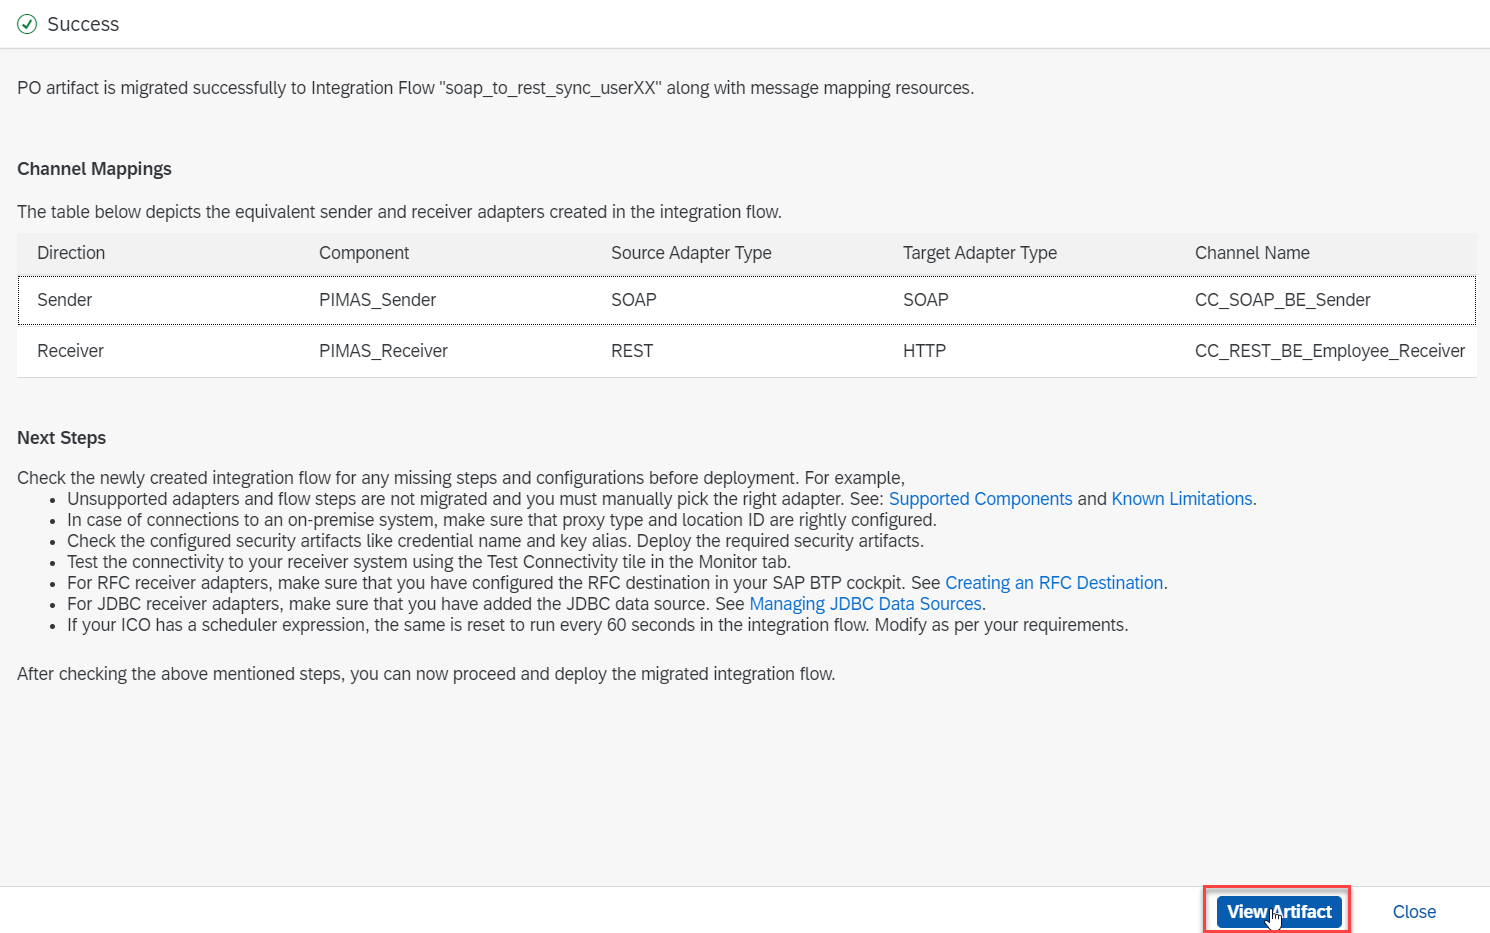 Success
PO artifact is migrated successfully to Integration Flow "soap_to_rest_sync_userXX" along with message mapping resources.
Channel Mappings
The table below depicts the equivalent sender and receiver adapters created in the integration flow.
Direction Component Source Adapter Type Target Adapter Type Channel Name
Sender PIMAS_Sender SOAP SOAP CC_SOAP_BE_Sender
Receiver PIMAS_Receiver REST HTTP CC_REST_BE_Employee_Receiver
Next Steps
Check the newly created integration flow for any missing steps and configurations before deployment. For example,
• Unsupported adapters and flow steps are not migrated and you must manually pick the right adapter. See: Supported Components and Known Limitations.
• In case of connections to an on-premise system, make sure that proxy type and location ID are rightly configured.
• Check the configured security artifacts like credential name and key alias. Deploy the required security artifacts.
• Test the connectivity to your receiver system using the Test Connectivity tile in the Monitor tab.
• For RFC receiver adapters, make sure that you have configured the RFC destination in your SAP BTP cockpit. See Creating an RFC Destination.
• For JDBC receiver adapters, make sure that you have added the JDBC data source. See Managing JDBC Data Sources.
• If your ICO has a scheduler expression, the same is reset to run every 60 seconds in the integration flow. Modify as per your requirements.
After checking the above mentioned steps, you can now proceed and deploy the migrated integration flow.
View Artifact Close